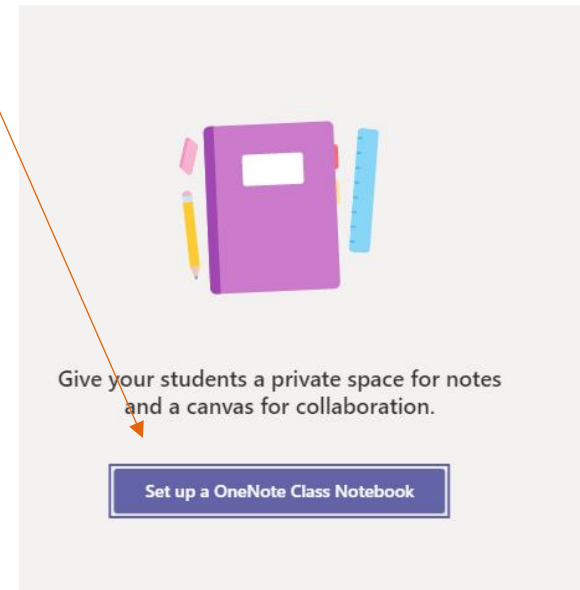 Give your students a private space for notes
and a canvas for collaboration.
Set up a OneNote Class Notebook